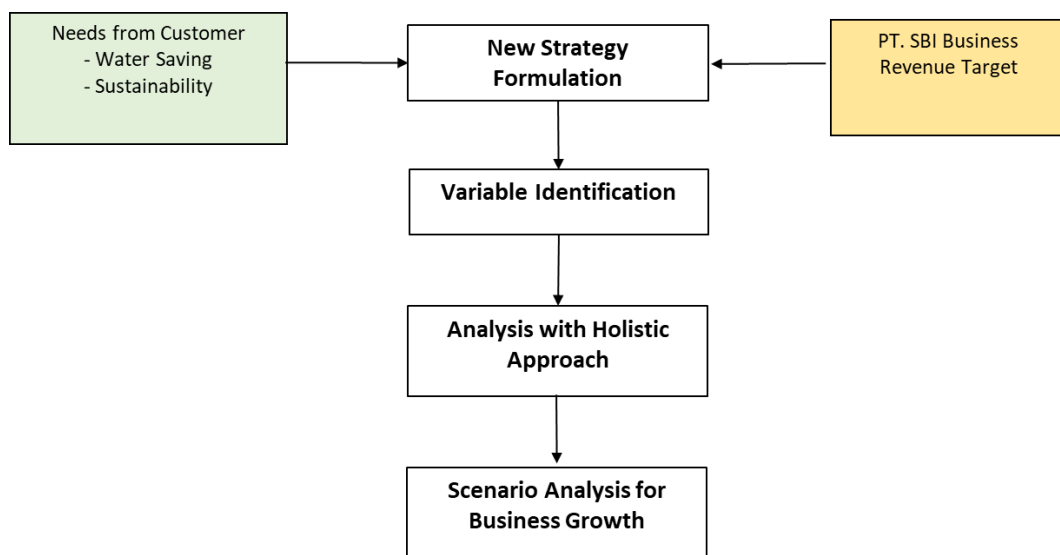 Needs from Customer
- Water Saving
- Sustainability
New Strategy
Formulation
PT. SBI Business
Revenue Target
Variable Identification
Analysis with Holistic
Approach
Scenario Analysis for
Business Growth